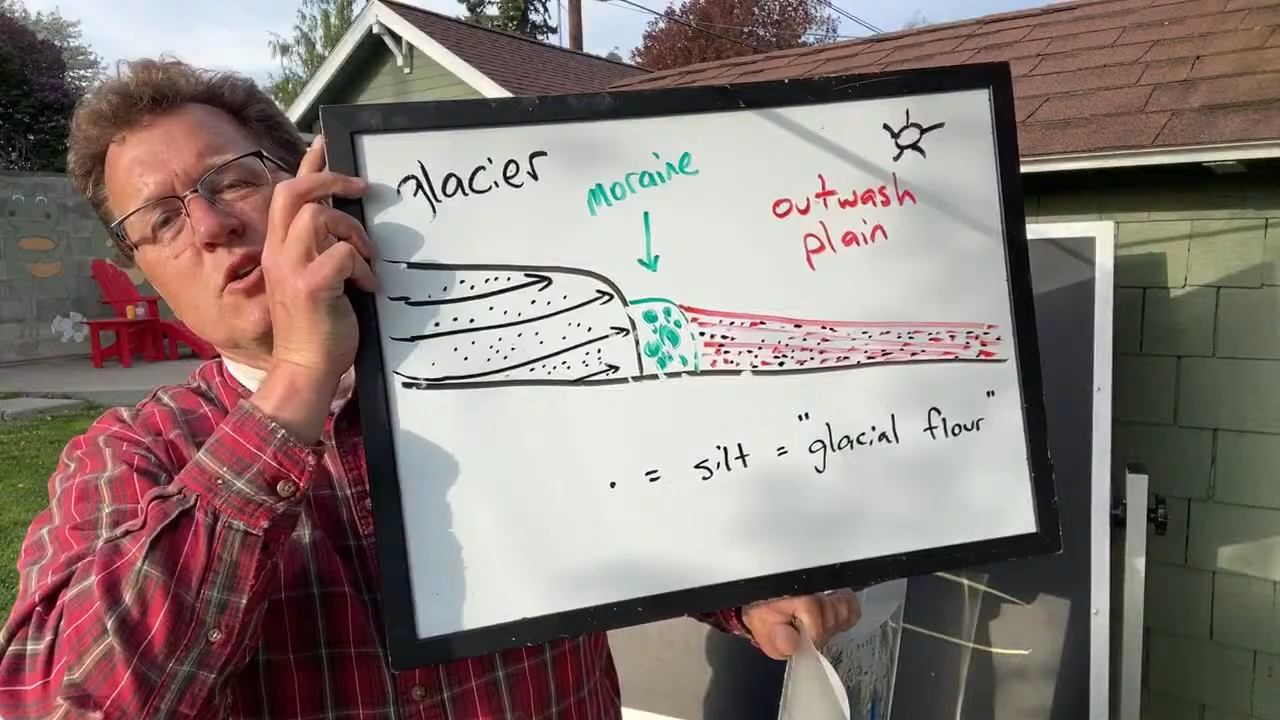 glacier
moraine
outwash
plain
. = silt = "glacial flour"